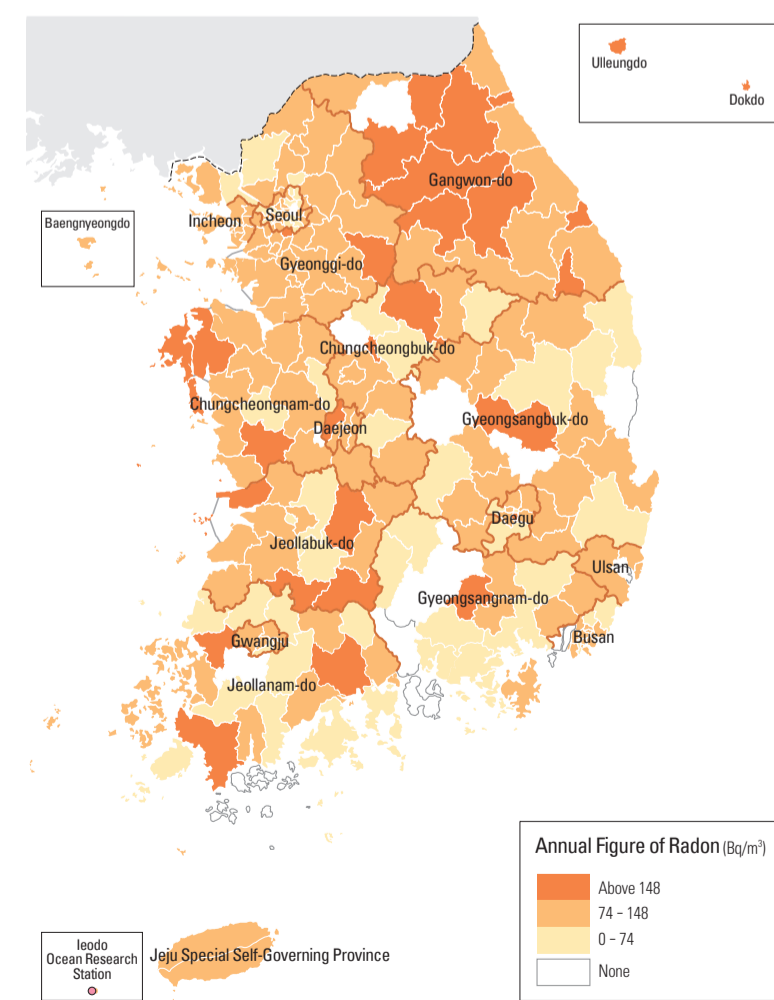 Ulleungdo
Dokdo
Gangwon-do
Baengnyeongdo
Incheon
Seoul
Gyeonggi-do
Chungcheongbuk-do
Chungcheongnam-do
Daejeon
Gyeongsangbuk-do
Daegu
Jeollabuk-do
Ulsan
Gyeongsangnam-do
Busan
Gwangju
Jeollanam-do
Annual Figure of Radon (Bq/m³)
Above 148
74 – 148
0 – 74
None
Ieodo
Ocean Research
Station
Jeju Special Self-Governing Province